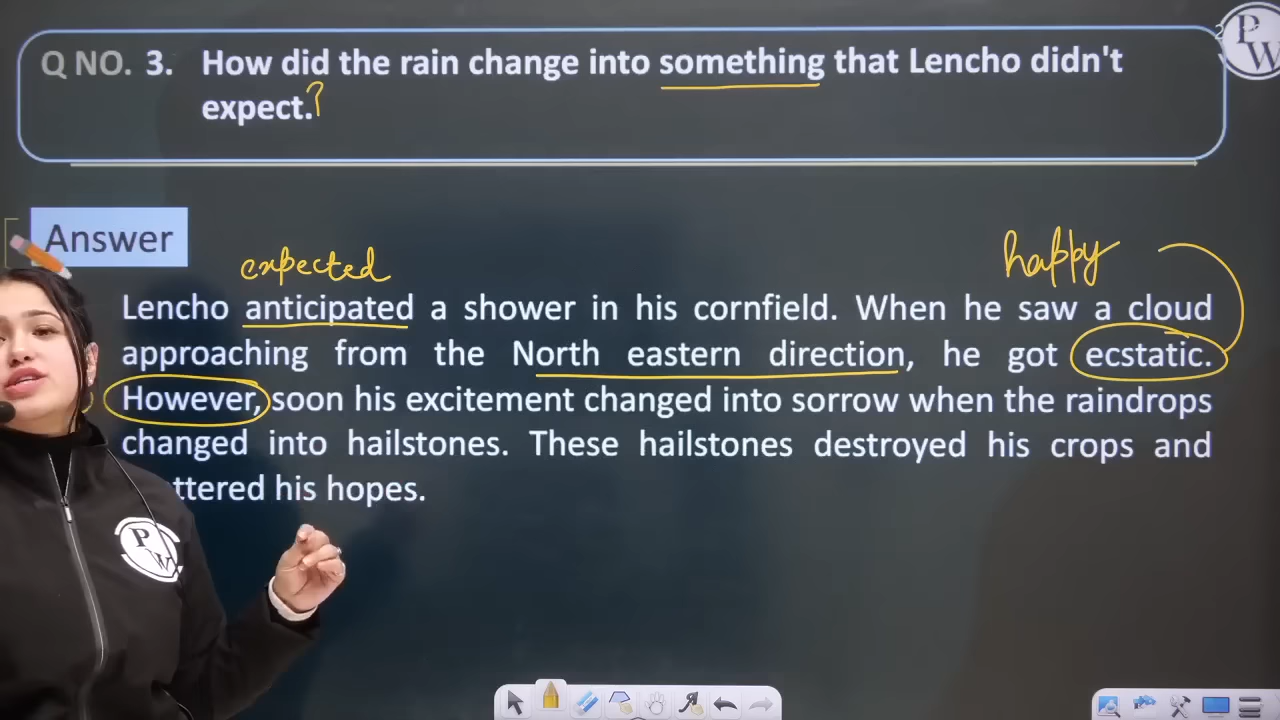 Q NO. 3. How did the rain change into something that Lencho didn't
expect.?
P
W
Answer
expected
happy
Lencho anticipated a shower in his cornfield. When he saw a cloud
approaching from the North eastern direction, he got ecstatic.
However, soon his excitement changed into sorrow when the raindrops
changed into hailstones. These hailstones destroyed his crops and
ttered his hopes.
P
W